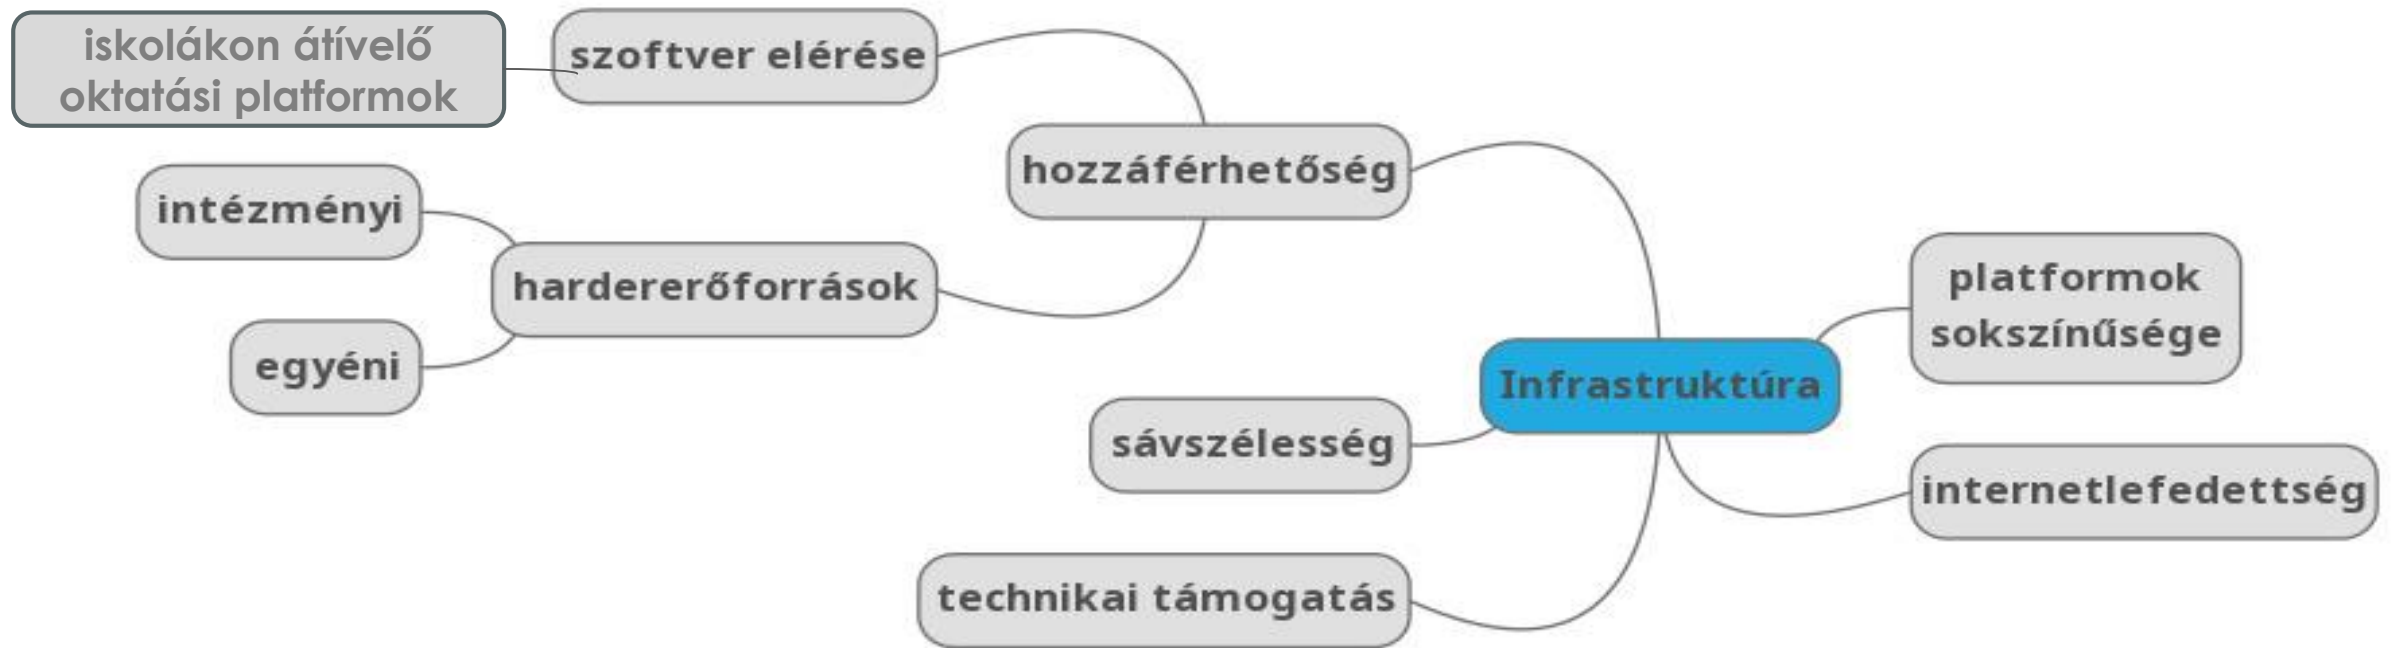 iskolákon átívelő
oktatási platformok
szoftver elérése
hozzáférhetőség
intézményi
hardererőforrások
egyéni
platformok
sokszínűsége
Infrastruktúra
sávszélesség
internetlefedettség
technikai támogatás